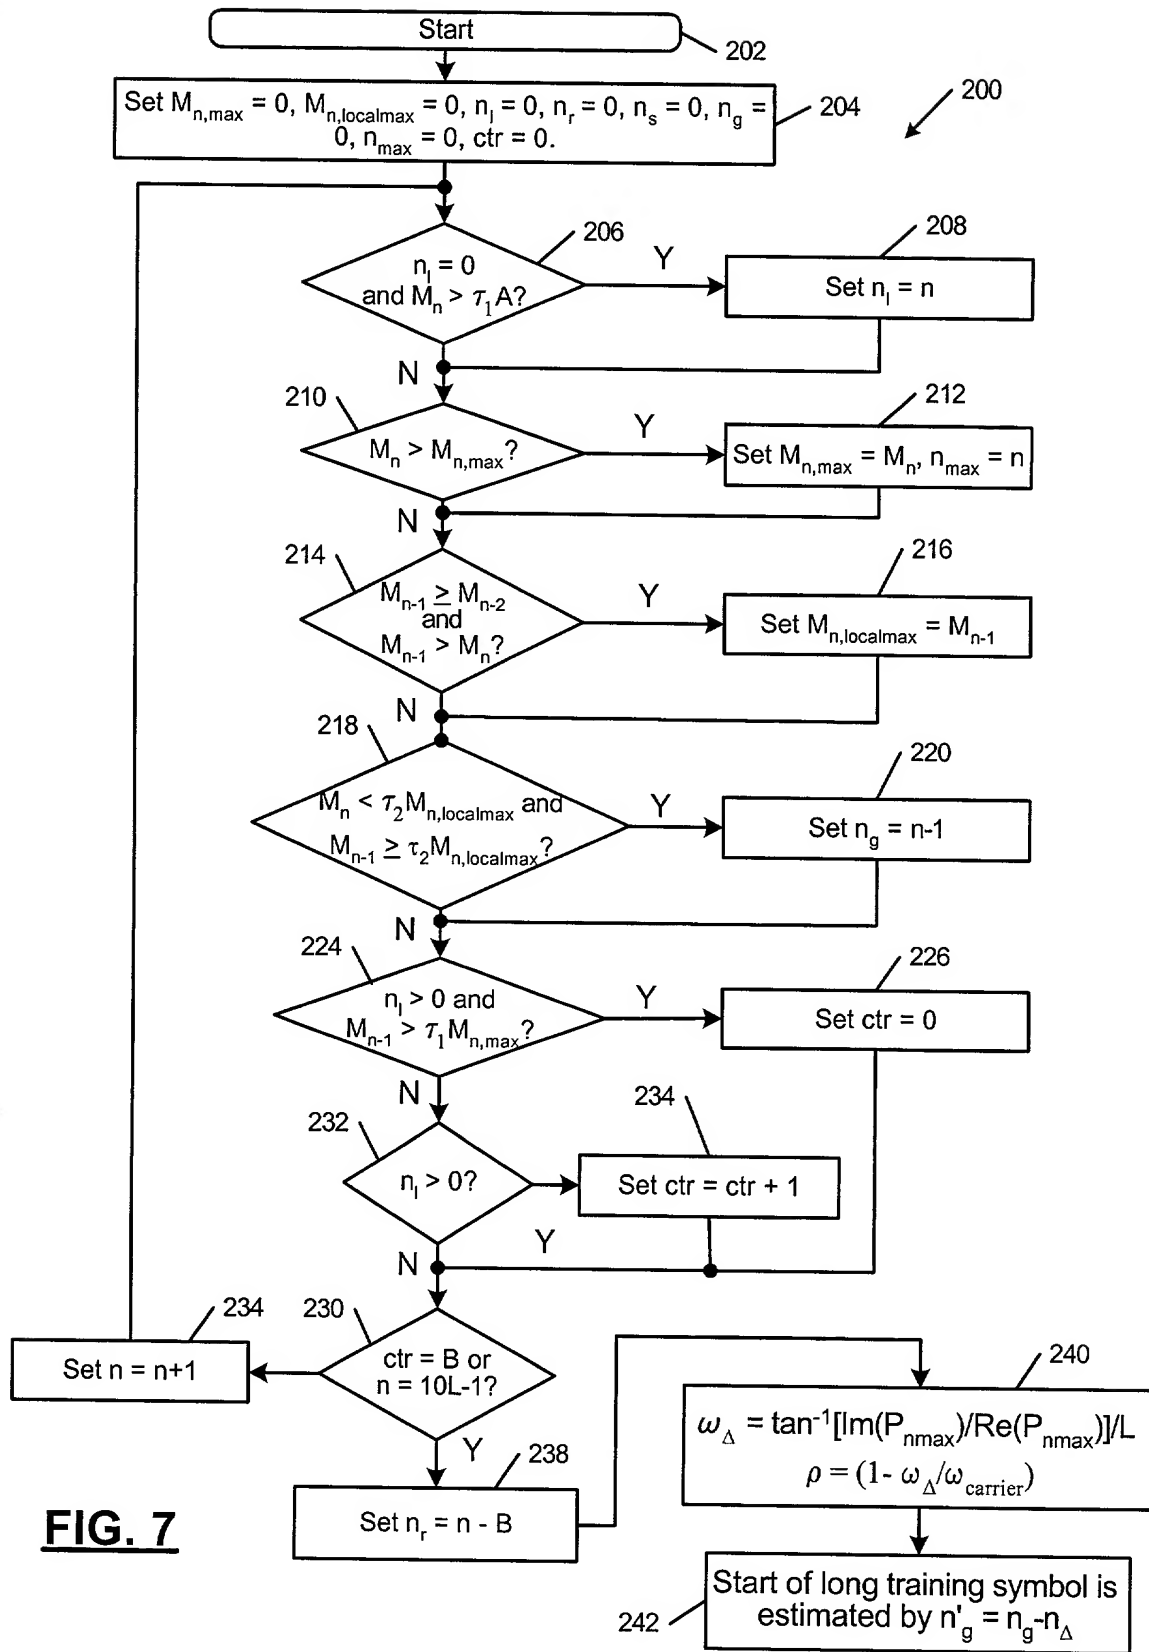 Start
202
Set M_{n,max} = 0, M_{n,localmax} = 0, n_l = 0, n_r = 0, n_s = 0, n_g =
0, n_{max} = 0, ctr = 0.
204
200
206
n_l = 0
and M_n > τ_1A?
Y
208
Set n_l = n
N
210
M_n > M_{n,max}?
Y
212
Set M_{n,max} = M_n, n_{max} = n
N
214
M_{n-1} ≥ M_{n-2}
and
M_{n-1} > M_n?
Y
216
Set M_{n,localmax} = M_{n-1}
N
218
M_n < τ_2M_{n,localmax} and
M_{n-1} ≥ τ_2M_{n,localmax}?
Y
220
Set n_g = n-1
N
224
n_l > 0 and
M_{n-1} > τ_1M_{n,max}?
Y
226
Set ctr = 0
N
232
n_l > 0?
234
Set ctr = ctr + 1
Y
N
230
ctr = B or
n = 10L-1?
234
Set n = n+1
Y
238
Set n_r = n - B
240
ω_Δ = tan^{-1}[Im(P_{nmax})/Re(P_{nmax})]/L
ρ = (1- ω_Δ/ω_{carrier})
242
Start of long training symbol is
estimated by n'_g = n_g-n_Δ
FIG. 7